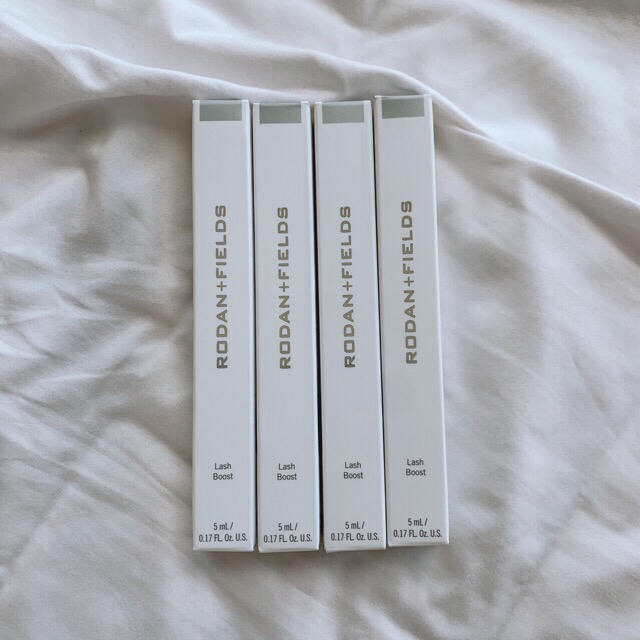 RODAN+FIELDS
Lash
Boost
5 mL/
0.17 FL. Oz. U.S.
RODAN+FIELDS
Lash
Boost
5 mL/
0.17 FL. Oz. U.S.
RODAN+FIELDS
Lash
Boost
5 mL/
0.17 FL. Oz. U.S.
RODAN+FIELDS
Lash
Boost
5 mL/
0.17 FL. Oz. U.S.